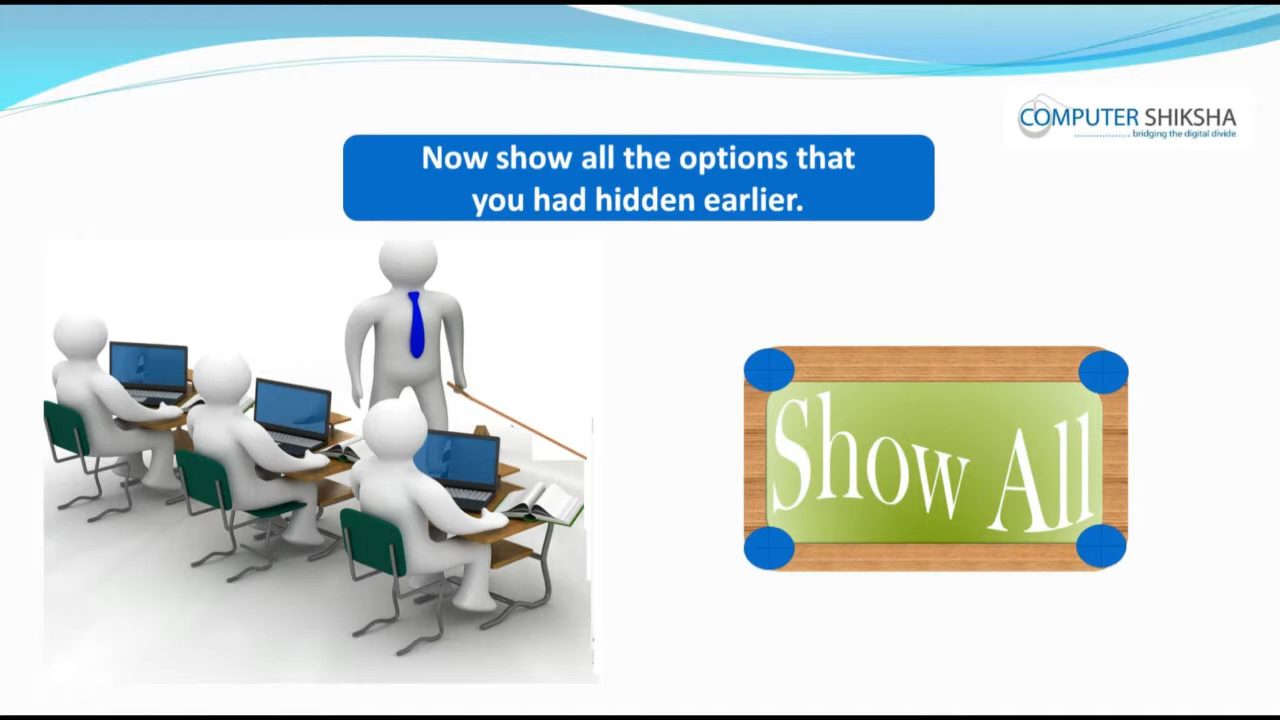 COMPUTER SHIKSHA
bridging the digital divide
Now show all the options that
you had hidden earlier.
Show All